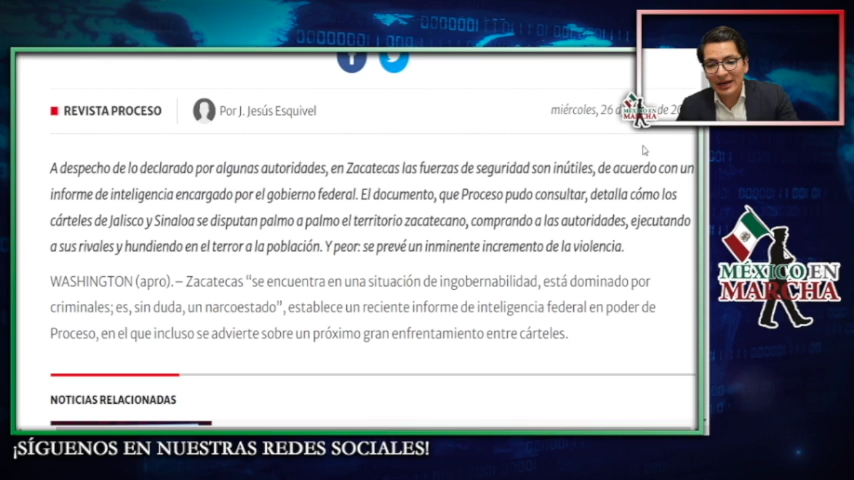 REVISTA PROCESO
Por J. Jesús Esquivel
miércoles, 26 d
de 20
MÉXICO EN
MARCHA
A despecho de lo declarado por algunas autoridades, en Zacatecas las fuerzas de seguridad son inútiles, de acuerdo con un
informe de inteligencia encargado por el gobierno federal. El documento, que Proceso pudo consultar, detalla cómo los
cárteles de Jalisco y Sinaloa se disputan palmo a palmo el territorio zacatecano, comprando a las autoridades, ejecutando
a sus rivales y hundiendo en el terror a la población. Y peor: se prevé un inminente incremento de la violencia.
WASHINGTON (apro).– Zacatecas “se encuentra en una situación de ingobernabilidad, está dominado por
criminales; es, sin duda, un narcoestado”, establece un reciente informe de inteligencia federal en poder de
Proceso, en el que incluso se advierte sobre un próximo gran enfrentamiento entre cárteles.
MÉXICO EN
MARCHA
NOTICIAS RELACIONADAS
¡SÍGUENOS EN NUESTRAS REDES SOCIALES!